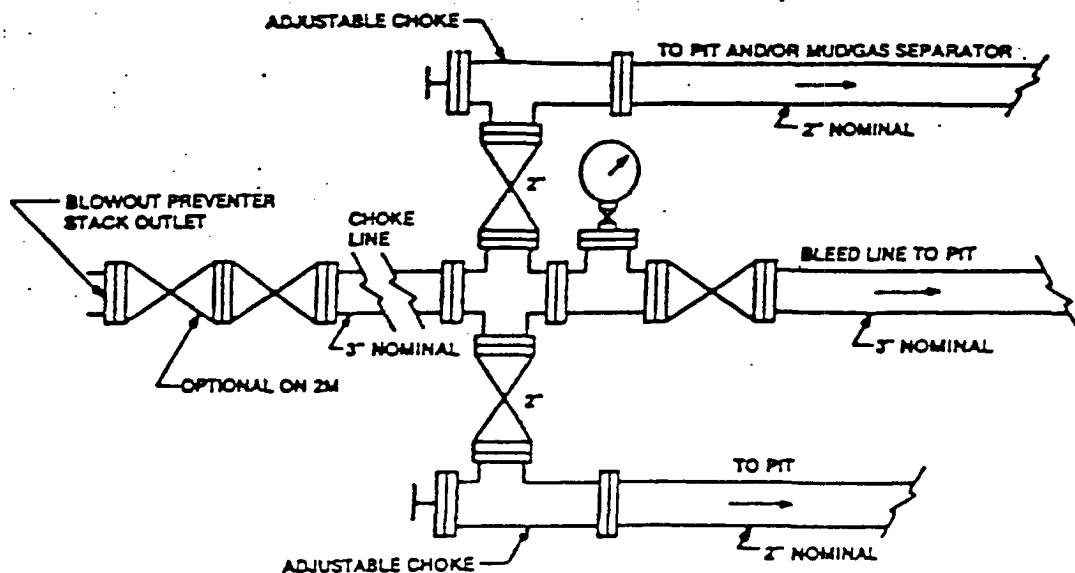 ADJUSTABLE CHOKE
TO PIT AND/OR MUD/GAS SEPARATOR
2" NOMINAL
2"
BLOWOUT PREVENTER
STACK OUTLET
CHOKE
LINE
BLEED LINE TO PIT
3" NOMINAL
3" NOMINAL
OPTIONAL ON 2M
2"
TO PIT
2" NOMINAL
ADJUSTABLE CHOKE